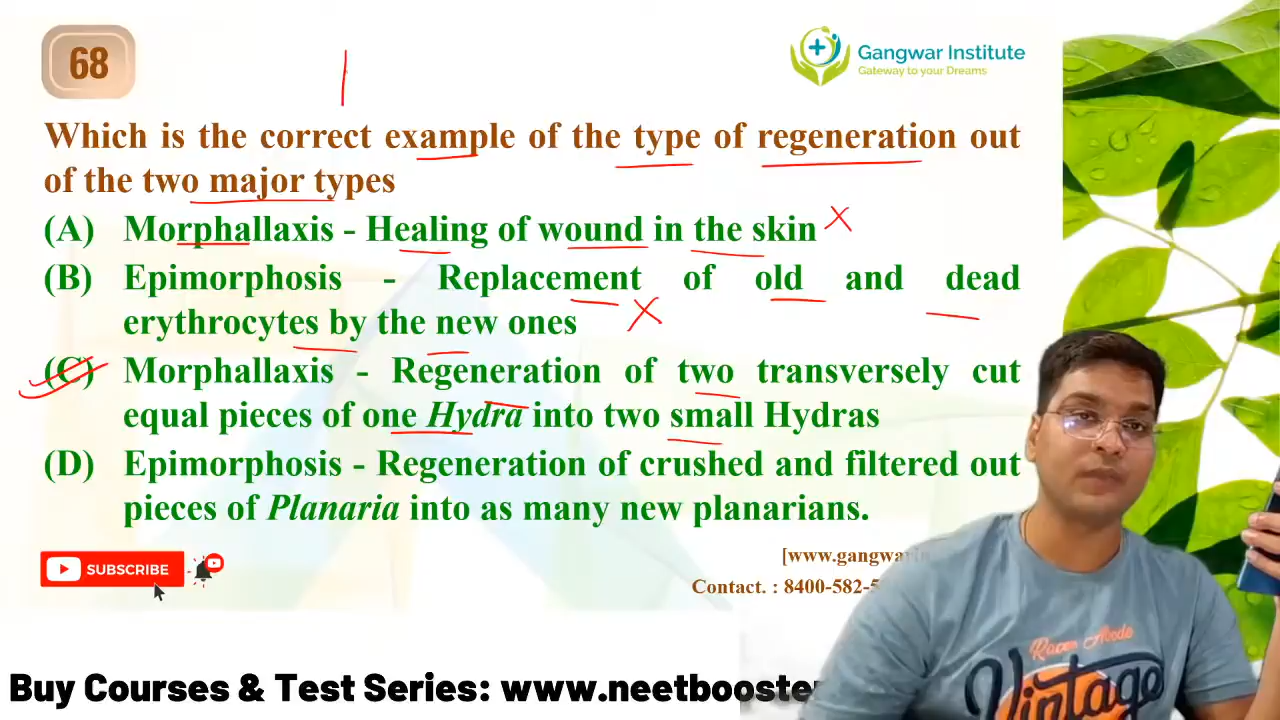 68
Gangwar Institute
Gateway to your Dreams
Which is the correct example of the type of regeneration out
of the two major types
(A) Morphallaxis - Healing of wound in the skin
(B) Epimorphosis - Replacement of old and dead
erythrocytes by the new ones
(C) Morphallaxis - Regeneration of two transversely cut
equal pieces of one Hydra into two small Hydras
(D) Epimorphosis - Regeneration of crushed and filtered out
pieces of Planaria into as many new planarians.
SUBSCRIBE
[www.gangwar
Contact. : 8400-582-5
Vintage
Buy Courses & Test Series: www.neetbooste